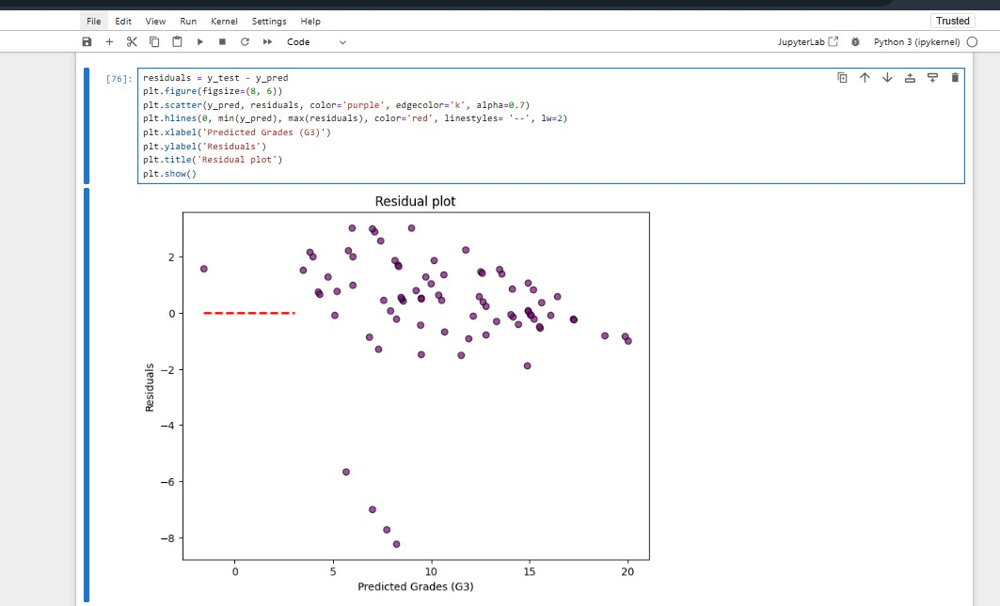 File Edit View Run Kernel Settings Help Trusted
Code JupyterLab Python 3 (ipykernel)
[76]: residuals = y_test - y_pred
plt.figure(figsize=(8, 6))
plt.scatter(y_pred, residuals, color='purple', edgecolor='k', alpha=0.7)
plt.hlines(0, min(y_pred), max(residuals), color='red', linestyles= '--', lw=2)
plt.xlabel('Predicted Grades (G3)')
plt.ylabel('Residuals')
plt.title('Residual plot')
plt.show()
Residual plot
2
0
−2
−4
−6
−8
Residuals
0 5 10 15 20
Predicted Grades (G3)